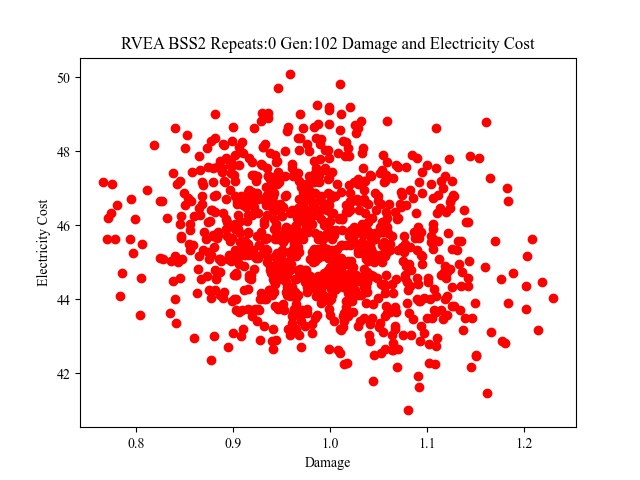 RVEA BSS2 Repeats:0 Gen:102 Damage and Electricity Cost
50
48
46
44
42
Electricity Cost
0.8 0.9 1.0 1.1 1.2
Damage